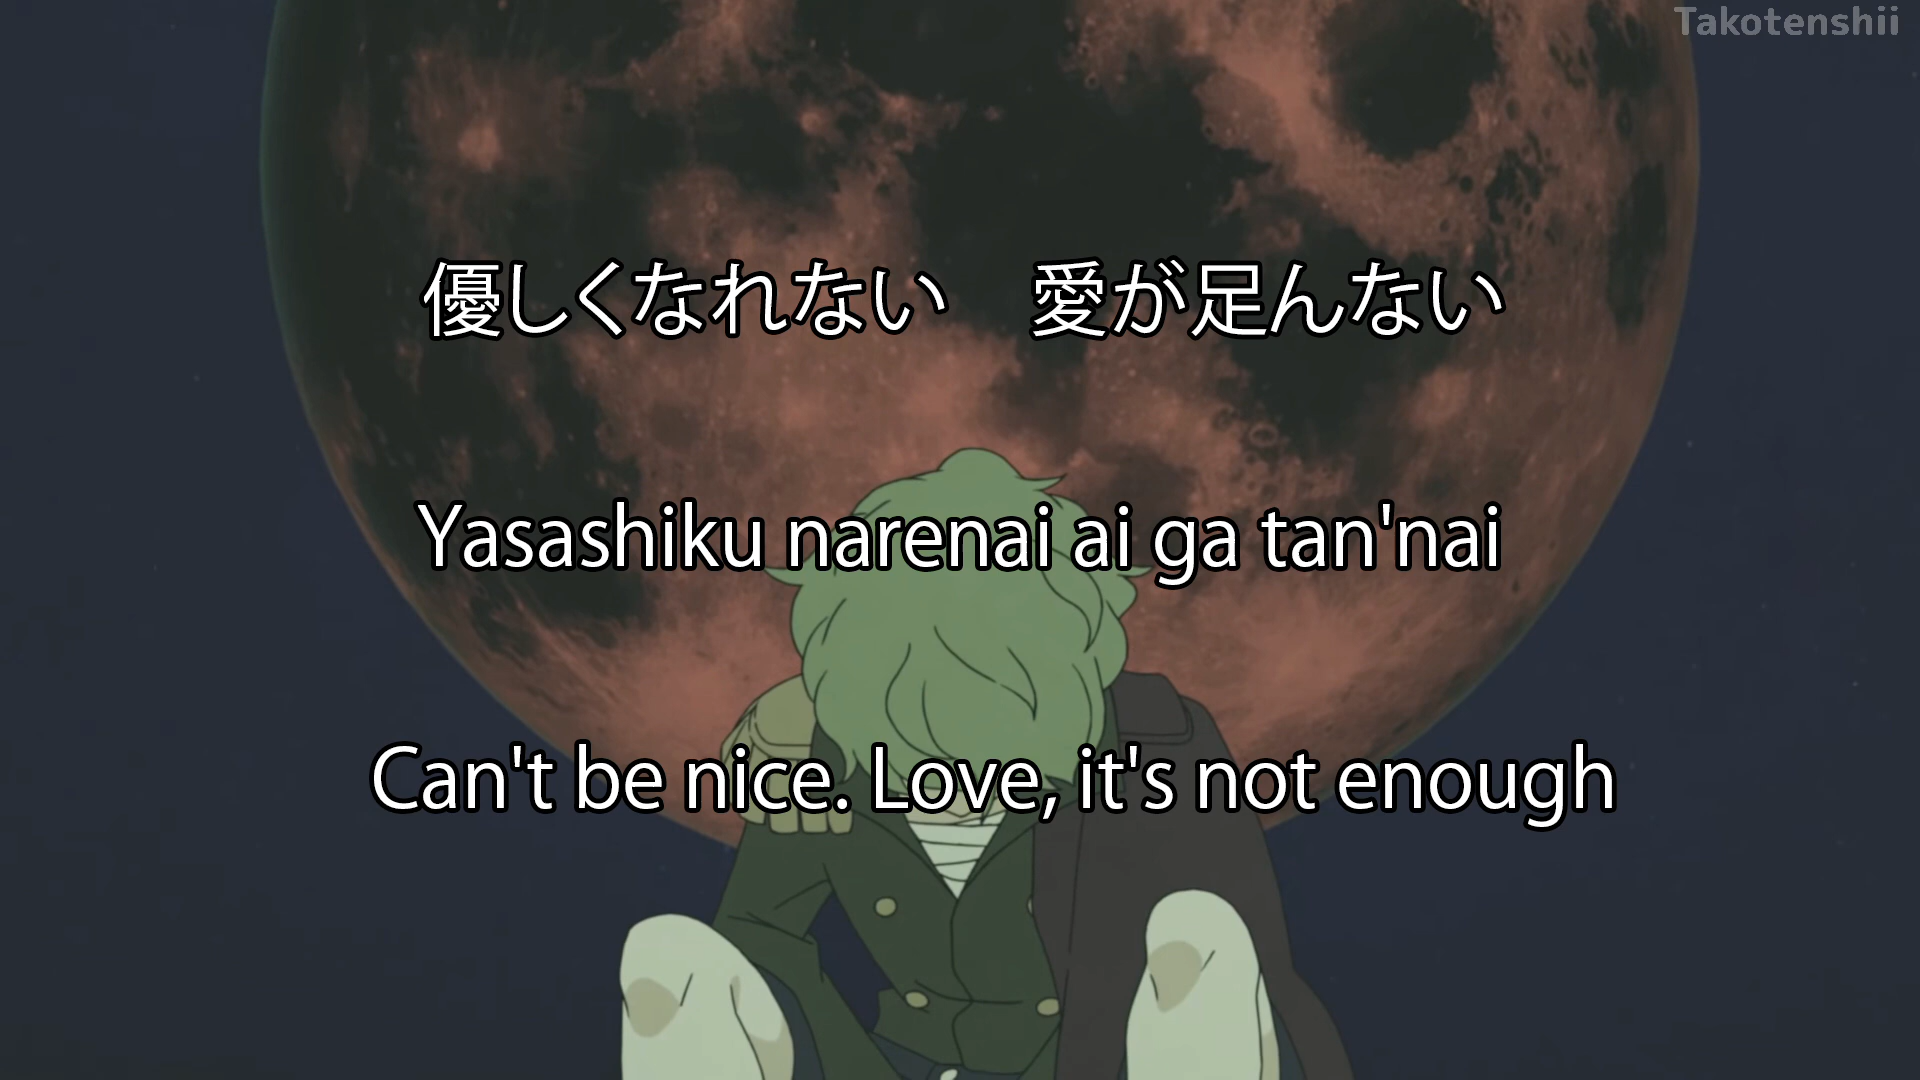 Takotenshii
優しくなれない　愛が足んない
Yasashiku narenai ai ga tan'nai
Can't be nice. Love, it's not enough